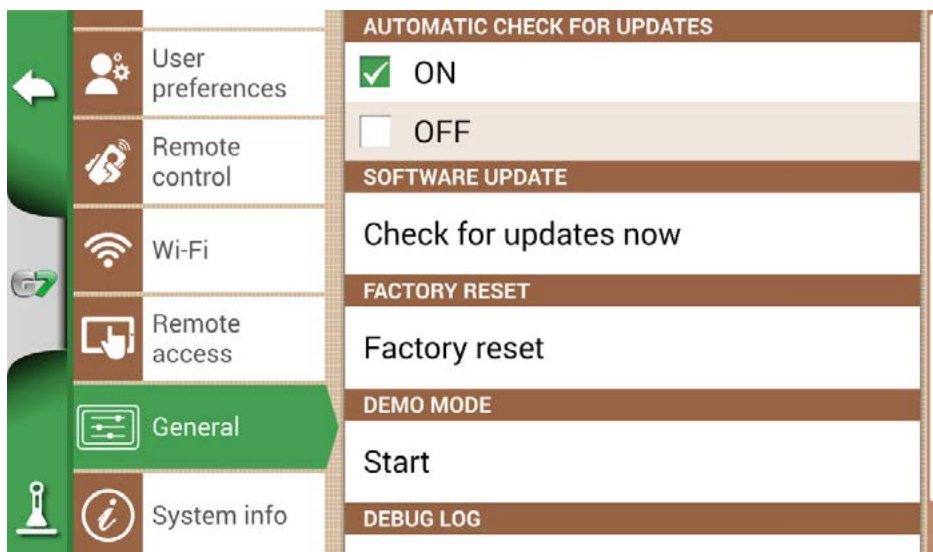 User
preferences
Remote
control
Wi-Fi
G7
Remote
access
General
System info
AUTOMATIC CHECK FOR UPDATES
ON
OFF
SOFTWARE UPDATE
Check for updates now
FACTORY RESET
Factory reset
DEMO MODE
Start
DEBUG LOG